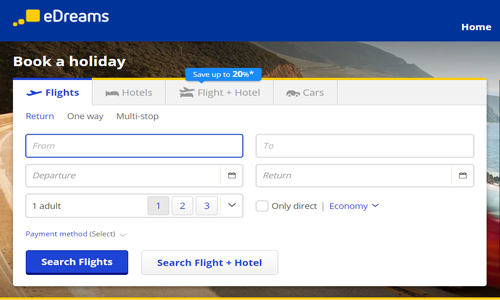 eDreams
Home
Book a holiday
Save up to 20%*
Flights
Hotels
Flight + Hotel
Cars
Return One way Multi-stop
From To
Departure Return
1 adult 1 2 3 Only direct | Economy
Payment method (Select)
Search Flights Search Flight + Hotel